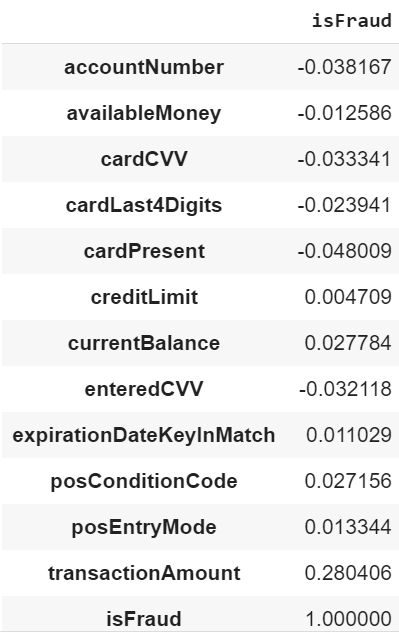 isFraud
accountNumber -0.038167
availableMoney -0.012586
cardCVV -0.033341
cardLast4Digits -0.023941
cardPresent -0.048009
creditLimit 0.004709
currentBalance 0.027784
enteredCVV -0.032118
expirationDateKeyInMatch 0.011029
posConditionCode 0.027156
posEntryMode 0.013344
transactionAmount 0.280406
isFraud 1.000000